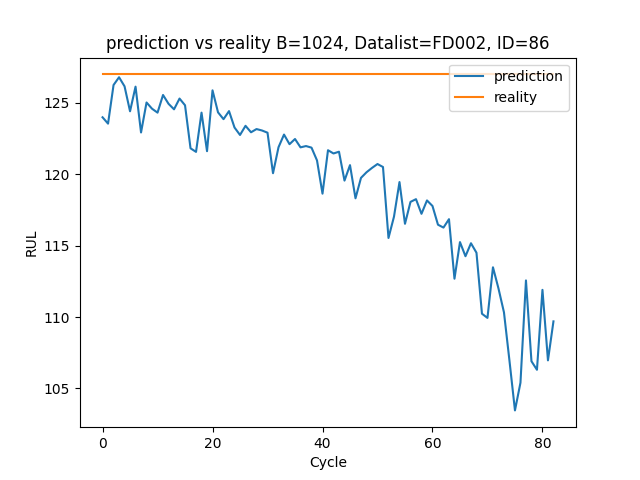 prediction vs reality B=1024, Datalist=FD002, ID=86
prediction
reality
125
120
115
110
105
RUL
0 20 40 60 80
Cycle